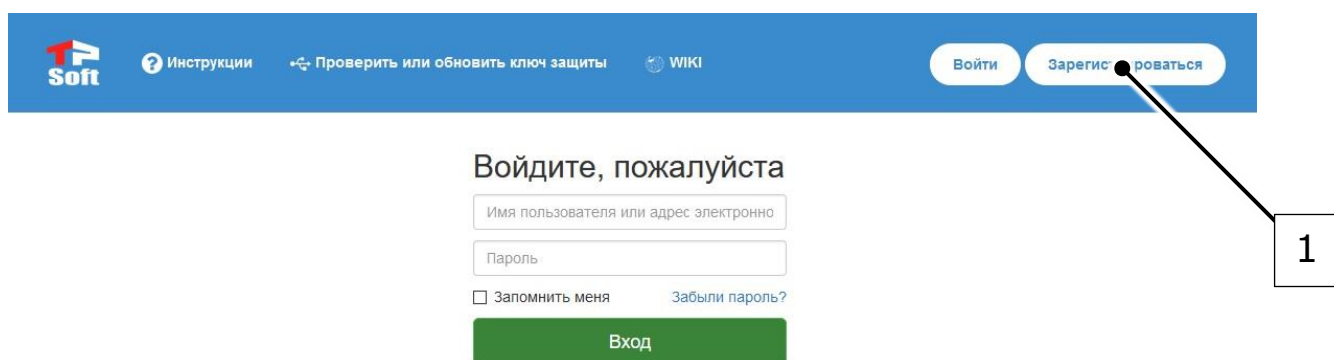 TP
Soft
Инструкции
Проверить или обновить ключ защиты
WIKI
Войти
Зарегистрироваться
Войдите, пожалуйста
Имя пользователя или адрес электронно
Пароль
Запомнить меня
Забыли пароль?
Вход
1